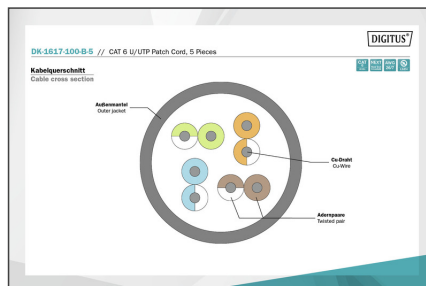 DIGITUS®
DK-1617-100-B-5 // CAT 6 U/UTP Patch Cord, 5 Pieces
Kabelquerschnitt
Cable cross section
Außenmantel
Outer jacket
Cu-Draht
Cu-Wire
Adernpaare
Twisted pair